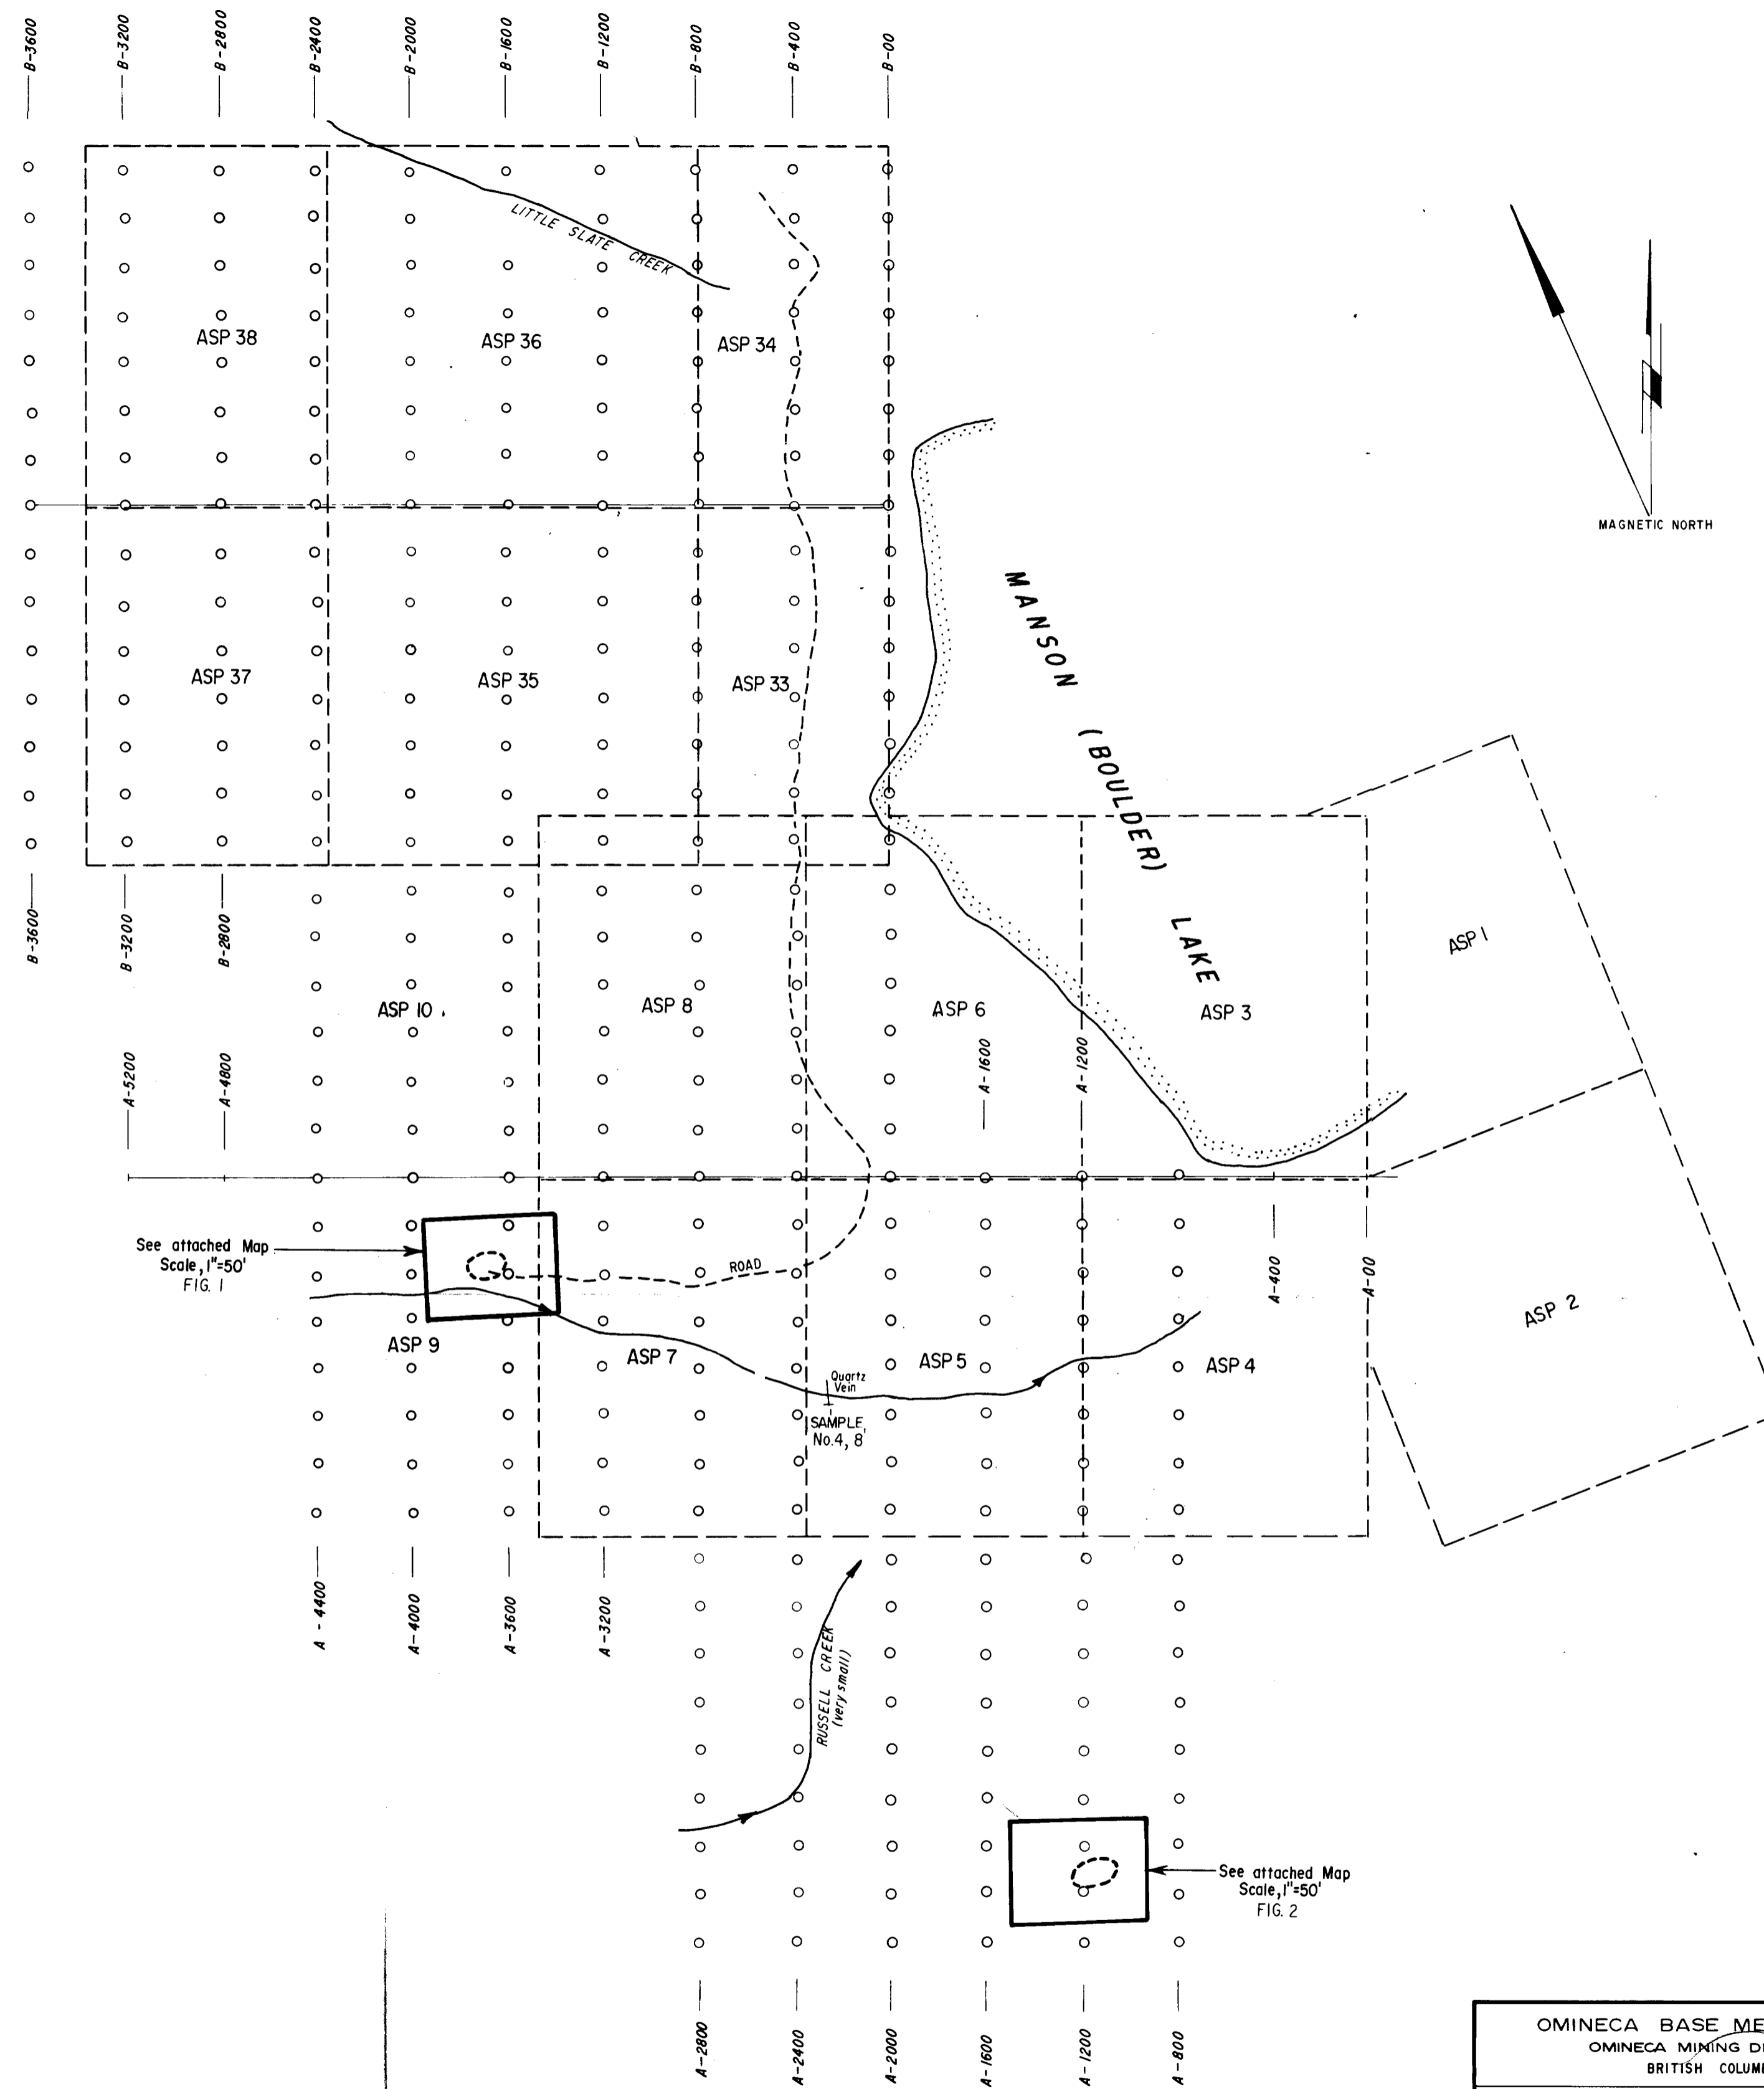 B-3600
B-3200
B-2800
B-2400
B-2000
B-1600
B-1200
B-800
B-400
B-00
LITTLE SLATE CREEK
ASP 38
ASP 36
ASP 34
MAGNETIC NORTH
MANSON (BOULDER) LAKE
ASP 37
ASP 35
ASP 33
B-3600
B-3200
B-2800
ASP 1
ASP 10
ASP 8
ASP 6
ASP 3
A-5200
A-4800
A-1600
A-1200
See attached Map
Scale, 1"=50'
FIG. 1
ROAD
A-400
A-00
ASP 2
ASP 9
ASP 7
ASP 5
ASP 4
Quartz
Vein
SAMPLE
No.4, 8'
A-4400
A-4000
A-3600
A-3200
RUSSELL CREEK
(very small)
See attached Map
Scale, 1"=50'
FIG. 2
A-2800
A-2400
A-2000
A-1600
A-1200
A-800
OMINECA BASE ME
OMINECA MINING D
BRITISH COLUM